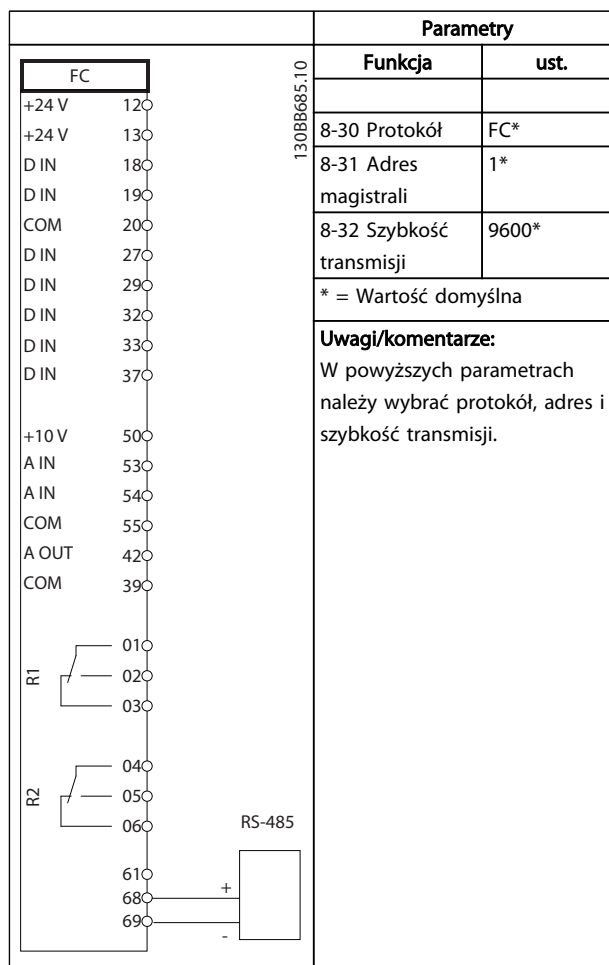 Parametry
Funkcja ust.
8-30 Protokół FC*
8-31 Adres 1*
magistrali
8-32 Szybkość 9600*
transmisji
* = Wartość domyślna
Uwagi/komentarze:
W powyższych parametrach
należy wybrać protokół, adres i
szybkość transmisji.
FC
130BB685.10
+24 V 12
+24 V 13
D IN 18
D IN 19
COM 20
D IN 27
D IN 29
D IN 32
D IN 33
D IN 37
+10 V 50
A IN 53
A IN 54
COM 55
A OUT 42
COM 39
R1
01
02
03
R2
04
05
06
RS-485
61
68 +
69 -